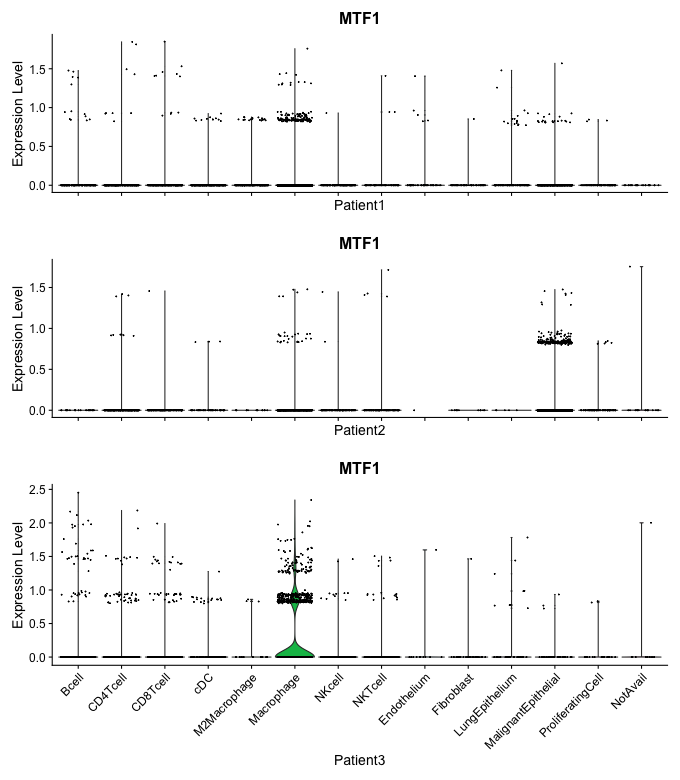 MTF1
Expression Level
1.5
1.0
0.5
0.0
Patient1
MTF1
Expression Level
1.5
1.0
0.5
0.0
Patient2
MTF1
Expression Level
2.5
2.0
1.5
1.0
0.5
0.0
Bcell
CD4Tcell
CD8Tcell
cDC
M2Macrophage
Macrophage
NKcell
NKTcell
Endothelium
Fibroblast
LungEpithelium
MalignantEpithelial
ProliferatingCell
NotAvail
Patient3